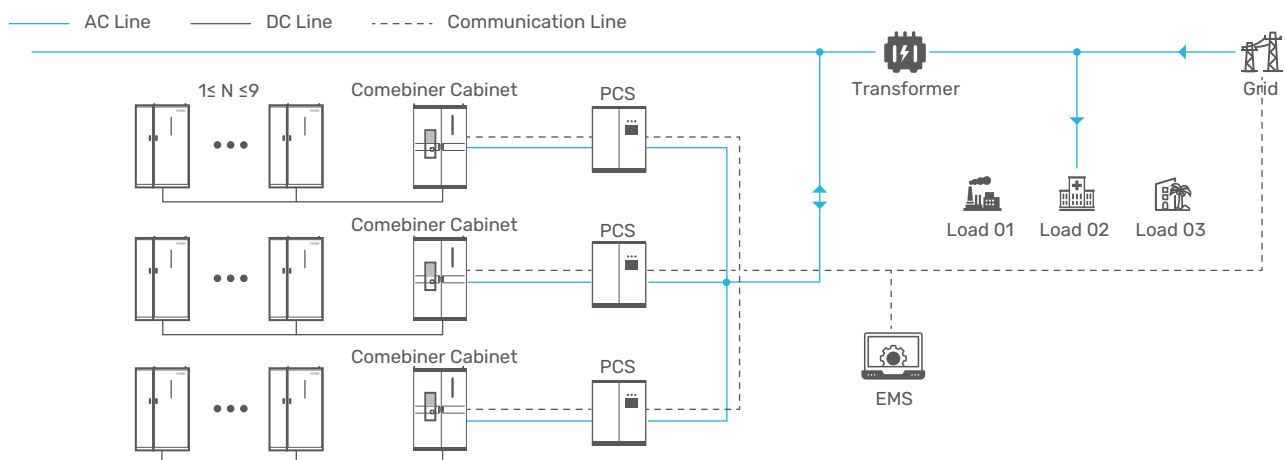 AC Line
DC Line
Communication Line
1≤ N ≤9
Comebiner Cabinet
PCS
Transformer
Grid
Load 01
Load 02
Load 03
Comebiner Cabinet
PCS
Comebiner Cabinet
PCS
EMS